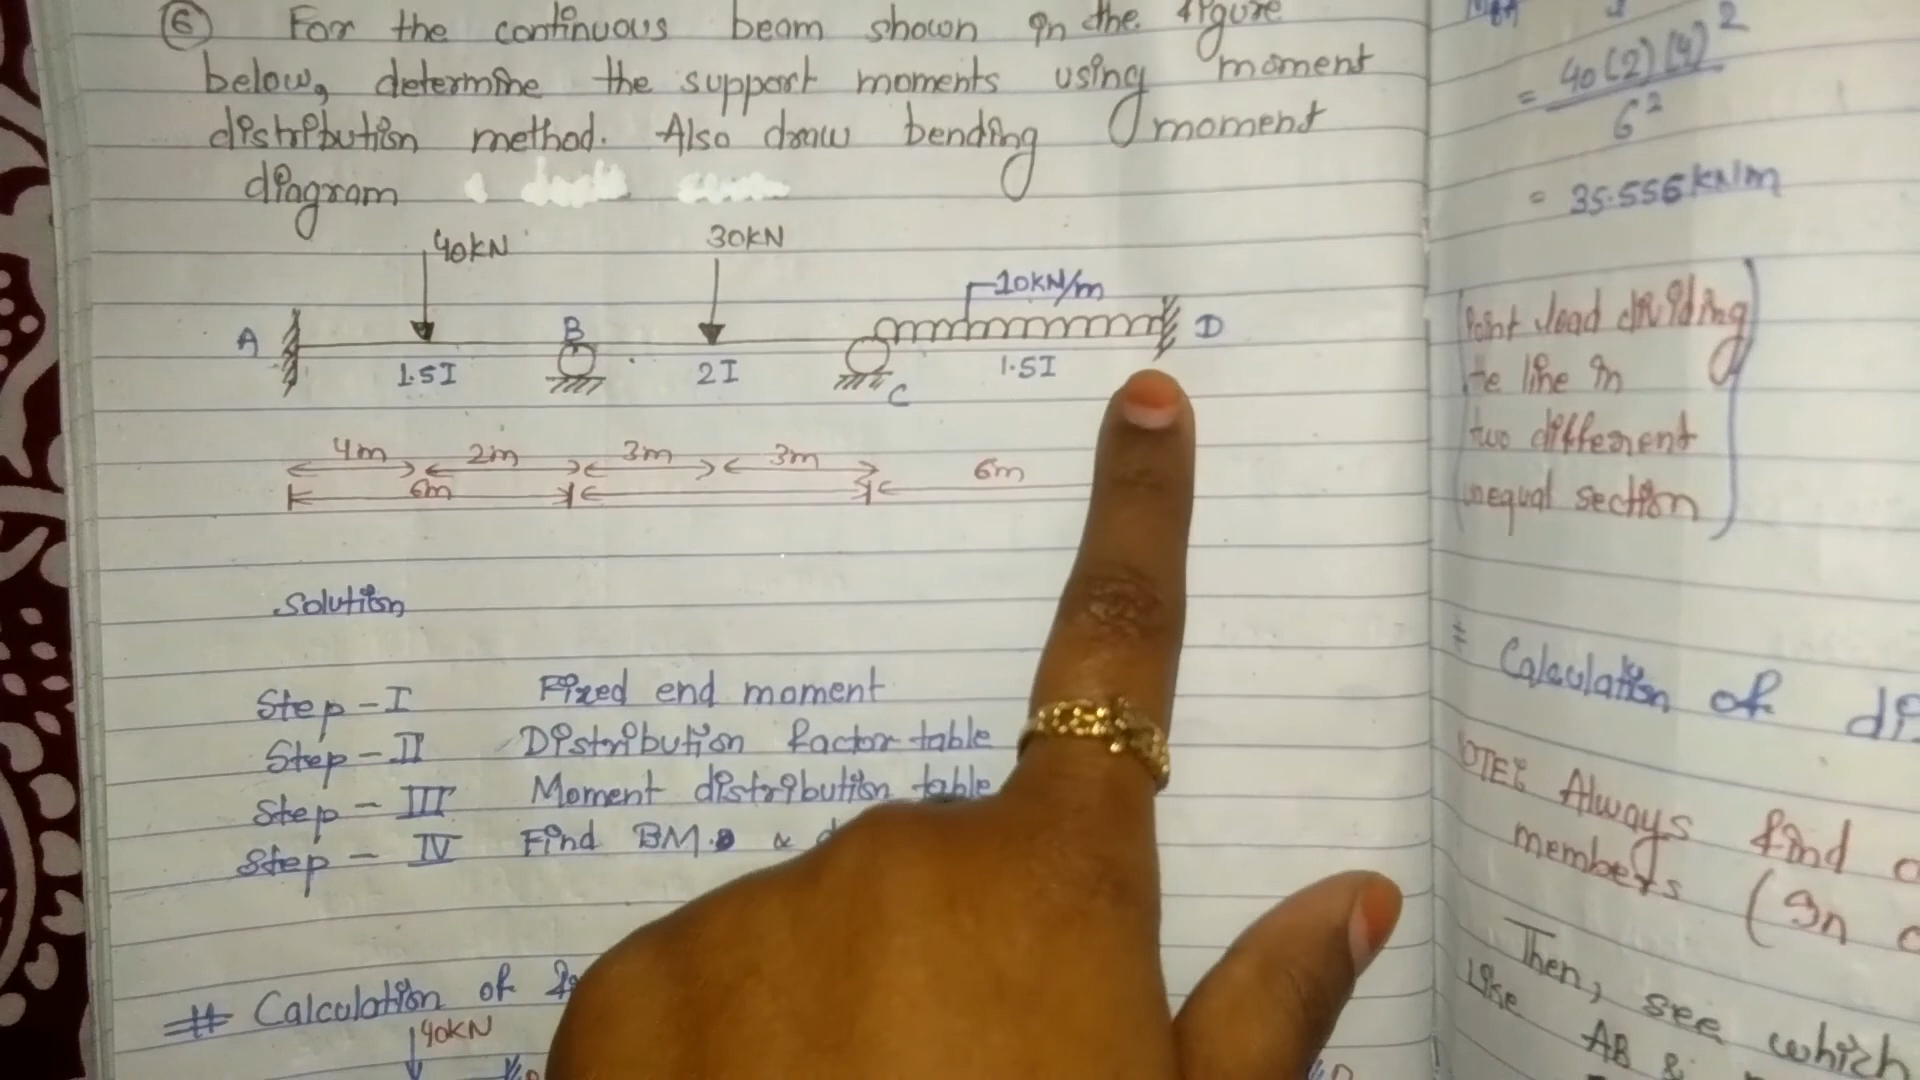 ⑥ For the continuous beam shown in the figure
below, determine the support moments using moment
distribution method. Also draw bending moment
diagram
40kN
30kN
10kN/m
A
B
C
D
1.5I
2I
1.5I
4m
2m
3m
3m
6m
6m
Solution
Step - I Fixed end moment
Step - II Distribution factor table
Step - III Moment distribution table
Step - IV Find BM. &
# Calculation of
40kN
= 40(2)(4)²
6²
= 35.556kN/m
Point load dividing
the line in
two different
unequal section
= Calculation of
NOTE: Always find
members (In
Then, see which
Like AB &